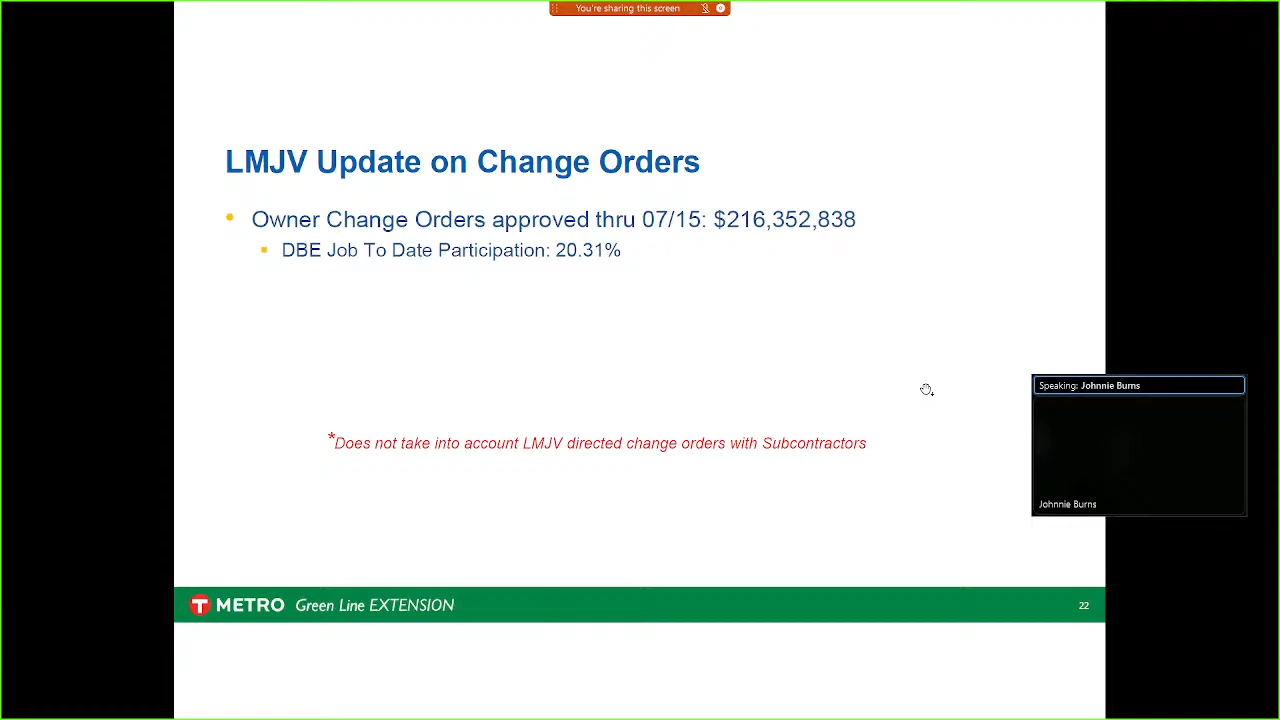 You're sharing this screen
LMJV Update on Change Orders
Owner Change Orders approved thru 07/15: $216,352,838
DBE Job To Date Participation: 20.31%
Speaking: Johnnie Burns
*Does not take into account LMJV directed change orders with Subcontractors
Johnnie Burns
T METRO Green Line EXTENSION
22